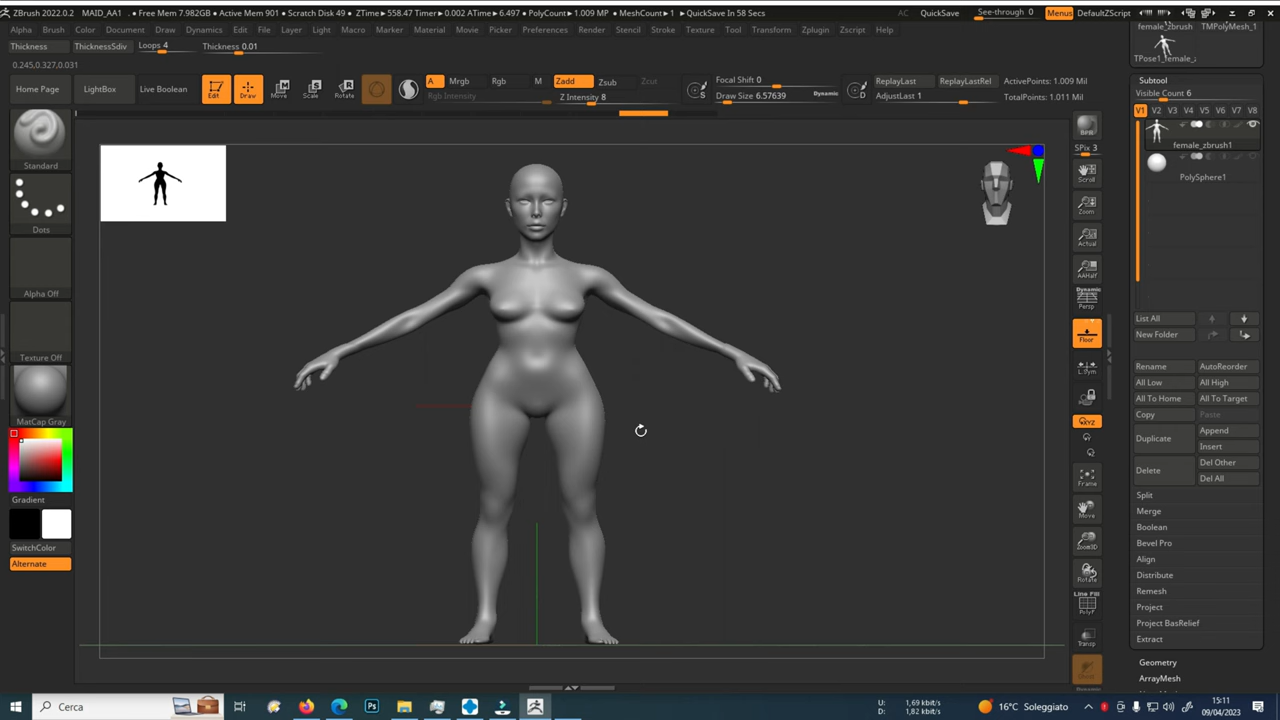 ZBrush 2022.0.2 MAID_AA1 • Free Mem 7.982GB • Active Mem 901 • Scratch Disk 49 • ZTime▸558.47 Timer▸0.002 ATime▸6.497 • PolyCount▸1.009 MP • MeshCount▸1 • QuickSave In 58 Secs AC QuickSave See-through 0 Menus DefaultZScript
Alpha Brush Color Document Draw Dynamics Edit File Layer Light Macro Marker Material Movie Picker Preferences Render Stencil Stroke Texture Tool Transform Zplugin Zscript Help
female_zbrush TMPolyMesh_1
Thickness ThicknessSdiv Loops 4 Thickness 0.01
TPose1_female_z
0.245,0.327,0.031
Home Page LightBox Live Boolean
Edit Draw Move Scale Rotate
A Mrgb Rgb M Zadd Zsub Zcut
Rgb Intensity Z Intensity 8
S Focal Shift 0
Draw Size 6.57639 Dynamic
D ReplayLast ReplayLastRel
AdjustLast 1
ActivePoints: 1.009 Mil
TotalPoints: 1.011 Mil
Subtool
Visible Count 6
V1 V2 V3 V4 V5 V6 V7 V8
female_zbrush1
PolySphere1
List All
New Folder
Rename AutoReorder
All Low All High
All To Home All To Target
Copy Paste
Duplicate Append
Insert
Delete Del Other
Del All
Split
Merge
Boolean
Bevel Pro
Align
Distribute
Remesh
Project
Project BasRelief
Extract
Geometry
ArrayMesh
Standard
Dots
Alpha Off
Texture Off
MatCap Gray
Gradient
SwitchColor
Alternate
BPR
SPix 3
Scroll
Zoom
Actual
AAHalf
Dynamic
Persp
Floor
L.Sym
XYZ
Frame
Move
Zoom3D
Rotate
Line Fill
PolyF
Transp
Dynamic
Cerca
Ps
U: 1,69 kbit/s
D: 1,82 kbit/s
16°C Soleggiato
15:11
09/04/2023